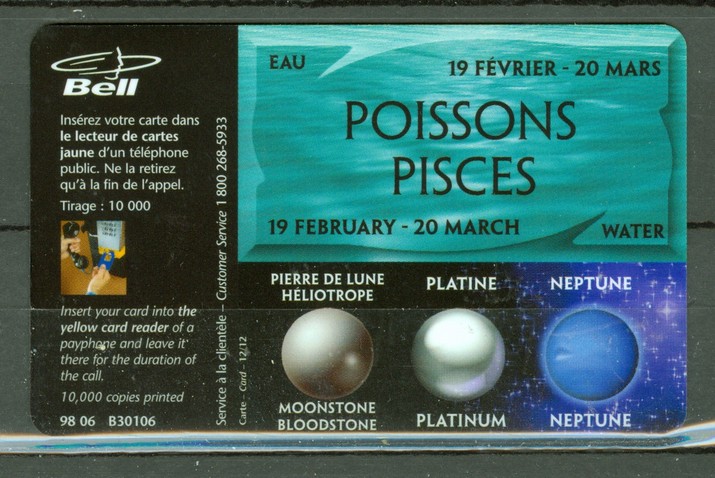 Bell
Insérez votre carte dans
le lecteur de cartes
jaune d'un téléphone
public. Ne la retirez
qu'à la fin de l'appel.
Tirage : 10 000
Insert your card into the
yellow card reader of a
payphone and leave it
there for the duration of
the call.
10,000 copies printed
98 06 B30106
Service à la clientèle – Customer Service 1 800 268-5933
Carte – Card – 12/12
EAU
19 FÉVRIER - 20 MARS
POISSONS
PISCES
19 FEBRUARY - 20 MARCH
WATER
PIERRE DE LUNE
HÉLIOTROPE
MOONSTONE
BLOODSTONE
PLATINE
PLATINUM
NEPTUNE
NEPTUNE